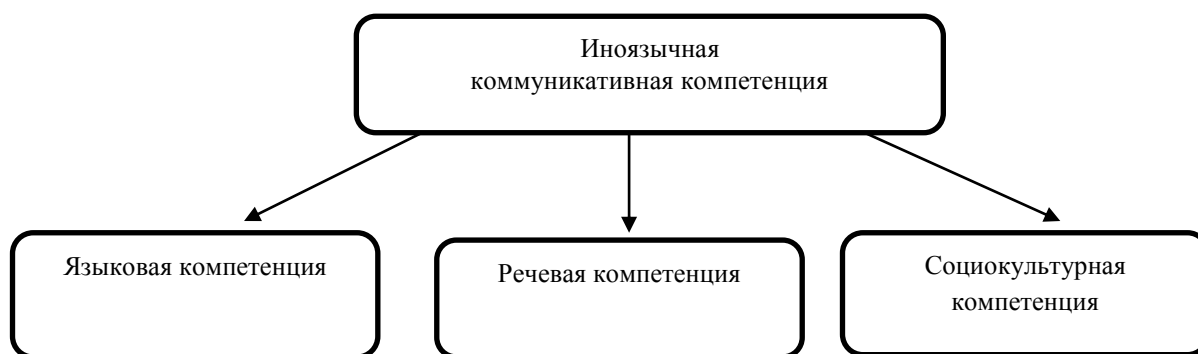 Иноязычная
коммуникативная компетенция
Языковая компетенция
Речевая компетенция
Социокультурная
компетенция